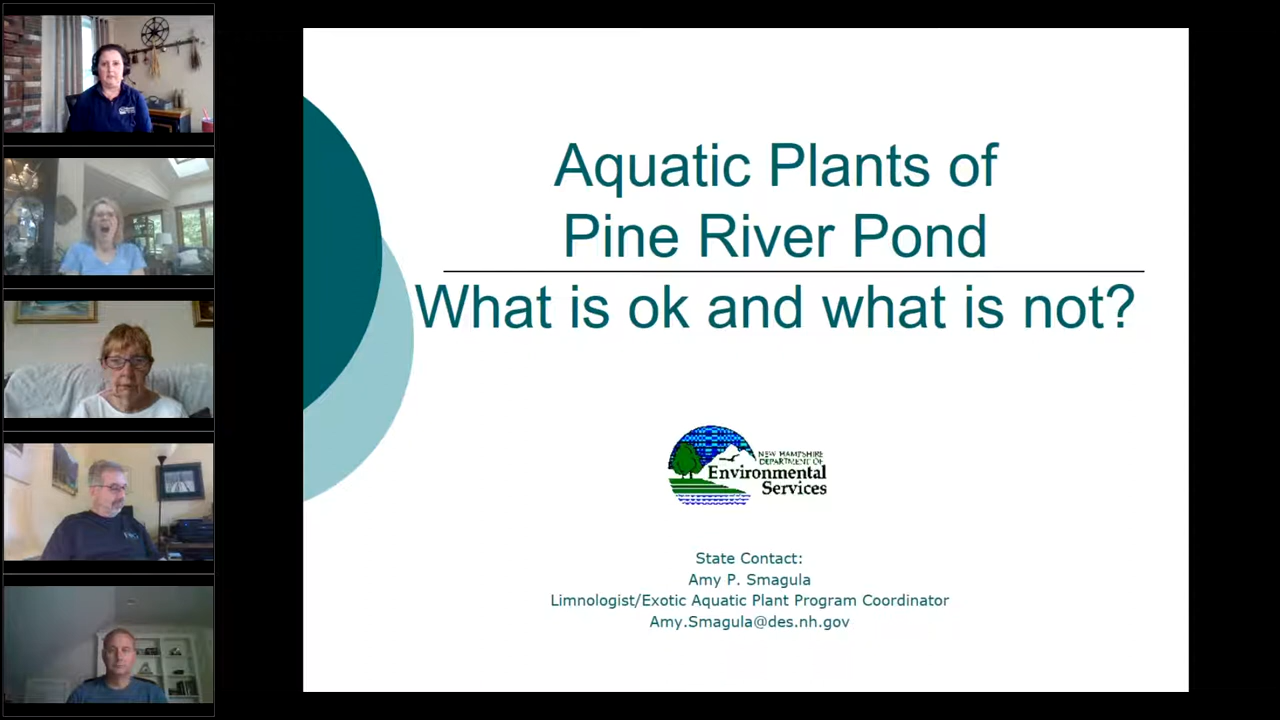 Aquatic Plants of
Pine River Pond
What is ok and what is not?
NEW HAMPSHIRE
DEPARTMENT OF
Environmental
Services
State Contact:
Amy P. Smagula
Limnologist/Exotic Aquatic Plant Program Coordinator
Amy.Smagula@des.nh.gov